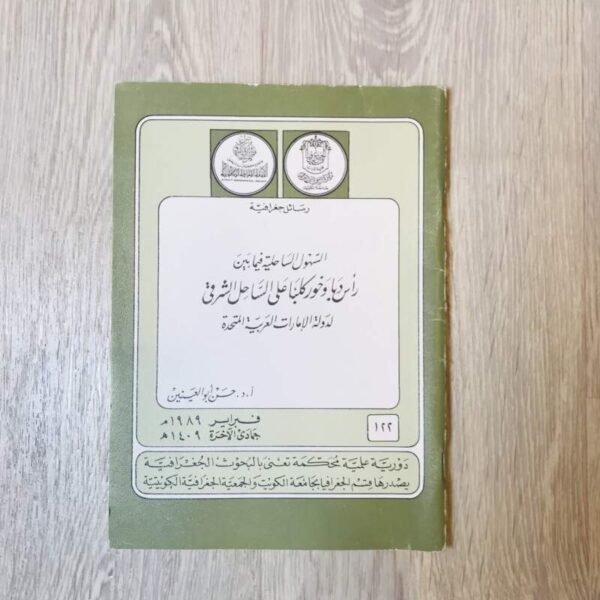 رسائل جغرافية
السهول الساحلية فيما بين
رأس دبا وخور كلبا على الساحل الشرقي
لدولة الإمارات العربية المتحدة
أ.د. حسن أبو العينين
فبراير ١٩٨٩م
جمادى الآخرة ١٤٠٩هـ
١٢٢
دورية علمية محكمة تعنى بالبحوث الجغرافية
يصدرها قسم الجغرافيا بجامعة الكويت والجمعية الجغرافية الكويتية